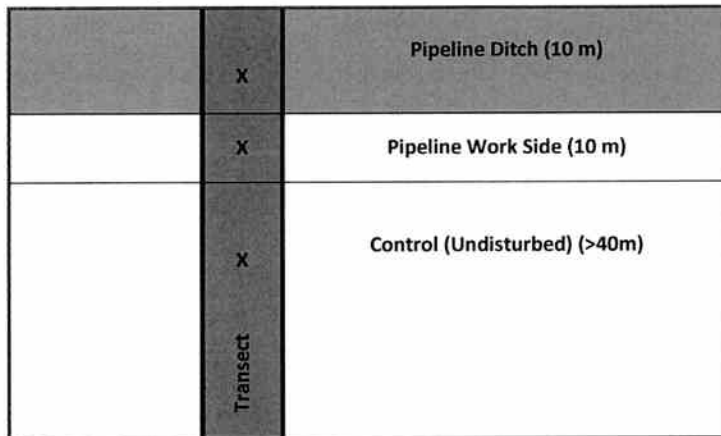 Pipeline Ditch (10 m)
X
X
Pipeline Work Side (10 m)
Control (Undisturbed) (>40m)
X
Transect